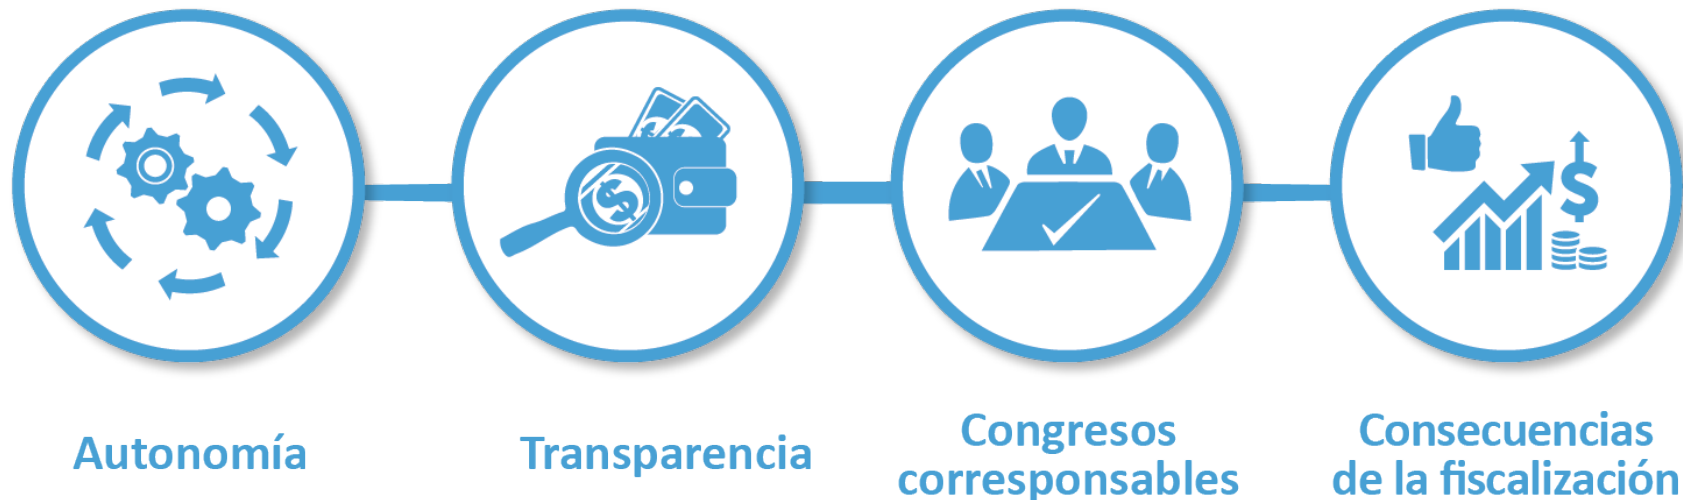 Autonomía
Transparencia
Congresos
corresponsables
Consecuencias
de la fiscalización